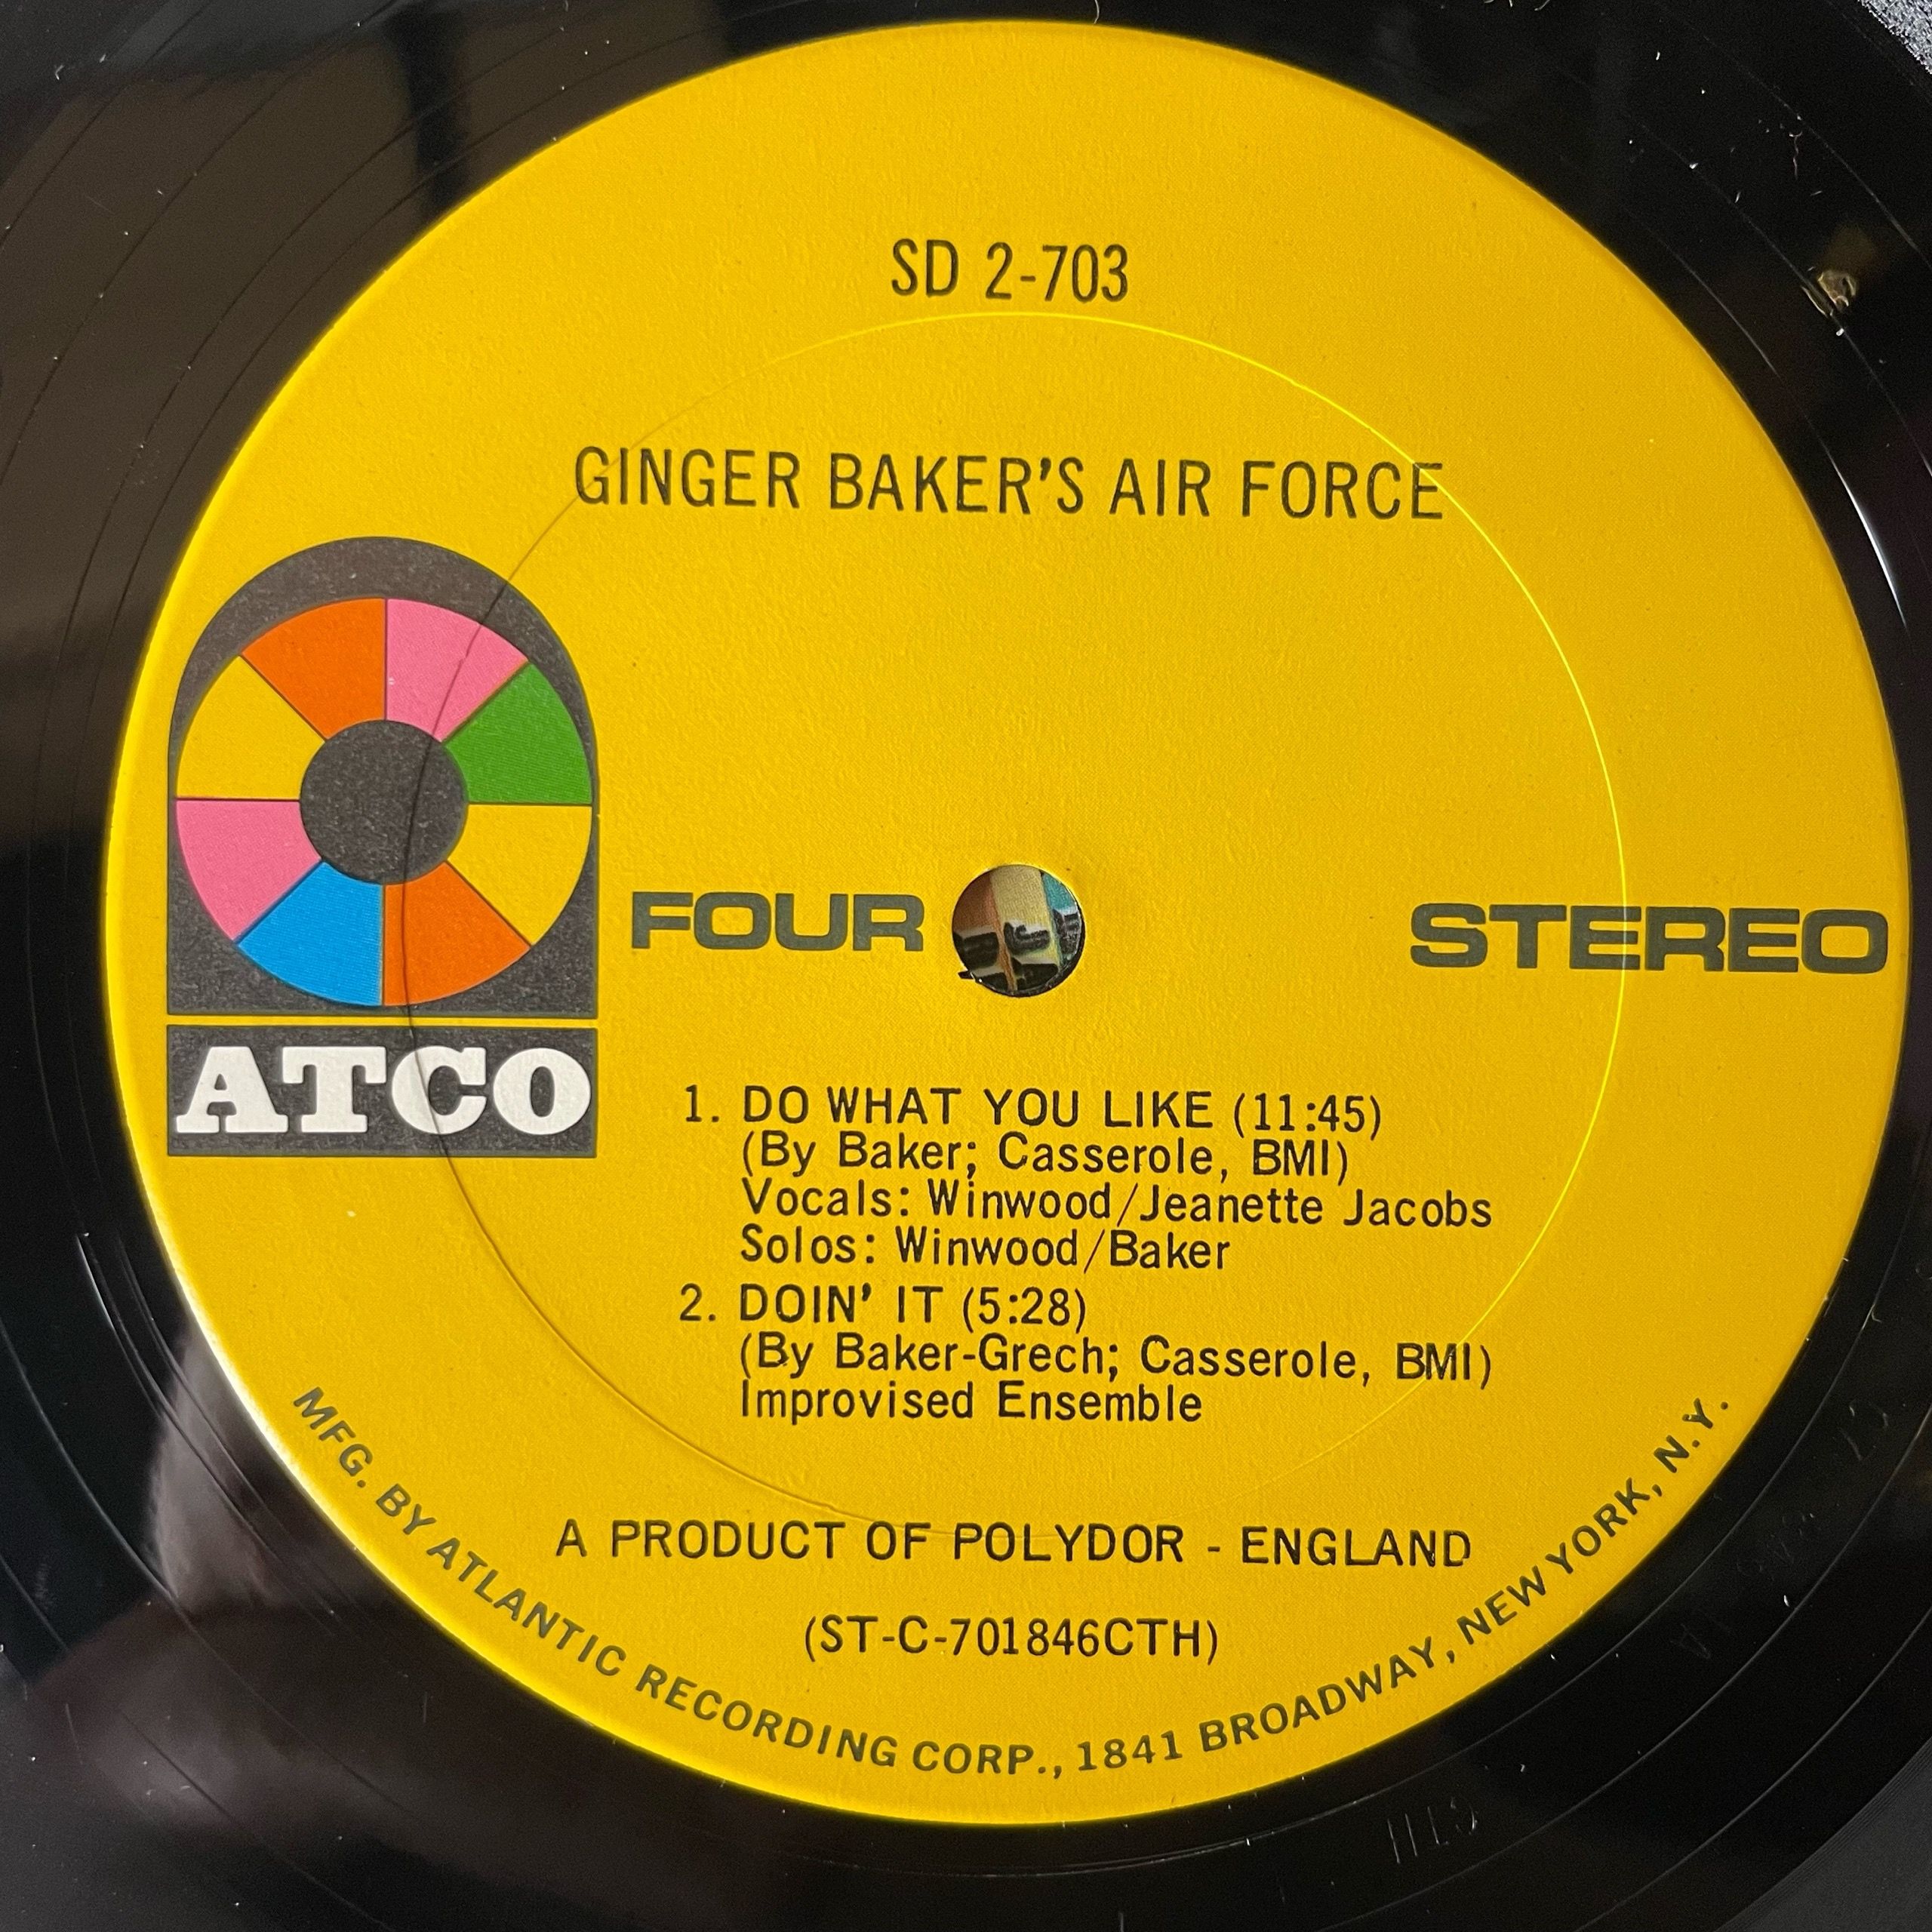 SD 2-703
GINGER BAKER'S AIR FORCE
ATCO
FOUR
STEREO
1. DO WHAT YOU LIKE (11:45)
(By Baker; Casserole, BMI)
Vocals: Winwood/Jeanette Jacobs
Solos: Winwood/Baker
2. DOIN' IT (5:28)
(By Baker-Grech; Casserole, BMI)
Improvised Ensemble
A PRODUCT OF POLYDOR - ENGLAND
(ST-C-701846CTH)
MFG. BY ATLANTIC RECORDING CORP., 1841 BROADWAY, NEW YORK, N.Y.